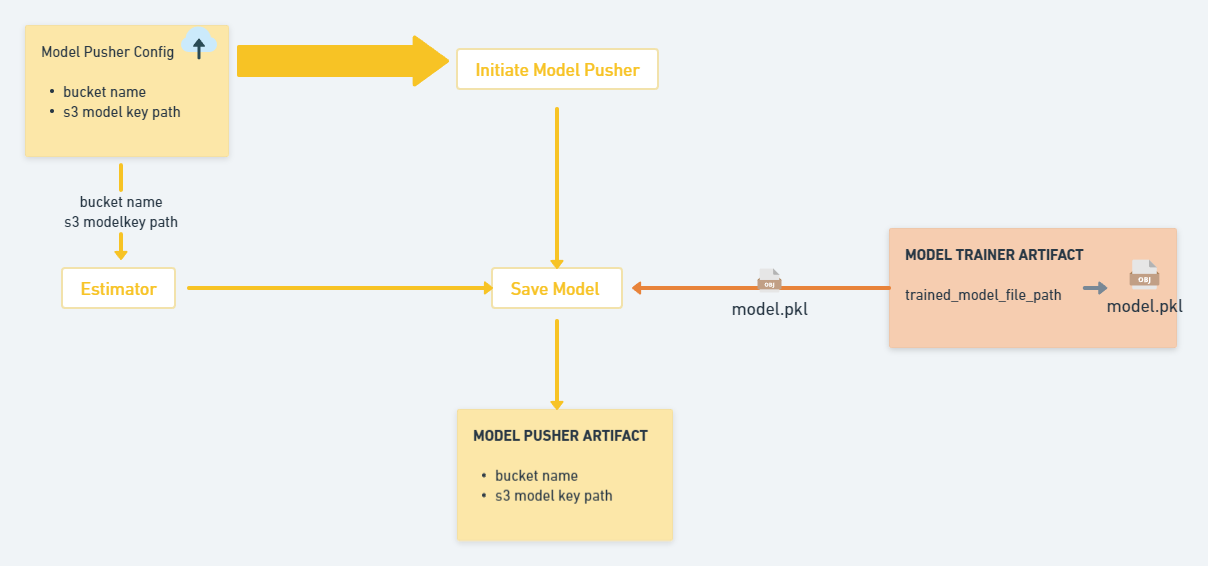 Model Pusher Config
• bucket name
• s3 model key path
Initiate Model Pusher
bucket name
s3 modelkey path
Estimator
Save Model
OBJ
model.pkl
MODEL TRAINER ARTIFACT
trained_model_file_path
OBJ
model.pkl
MODEL PUSHER ARTIFACT
• bucket name
• s3 model key path